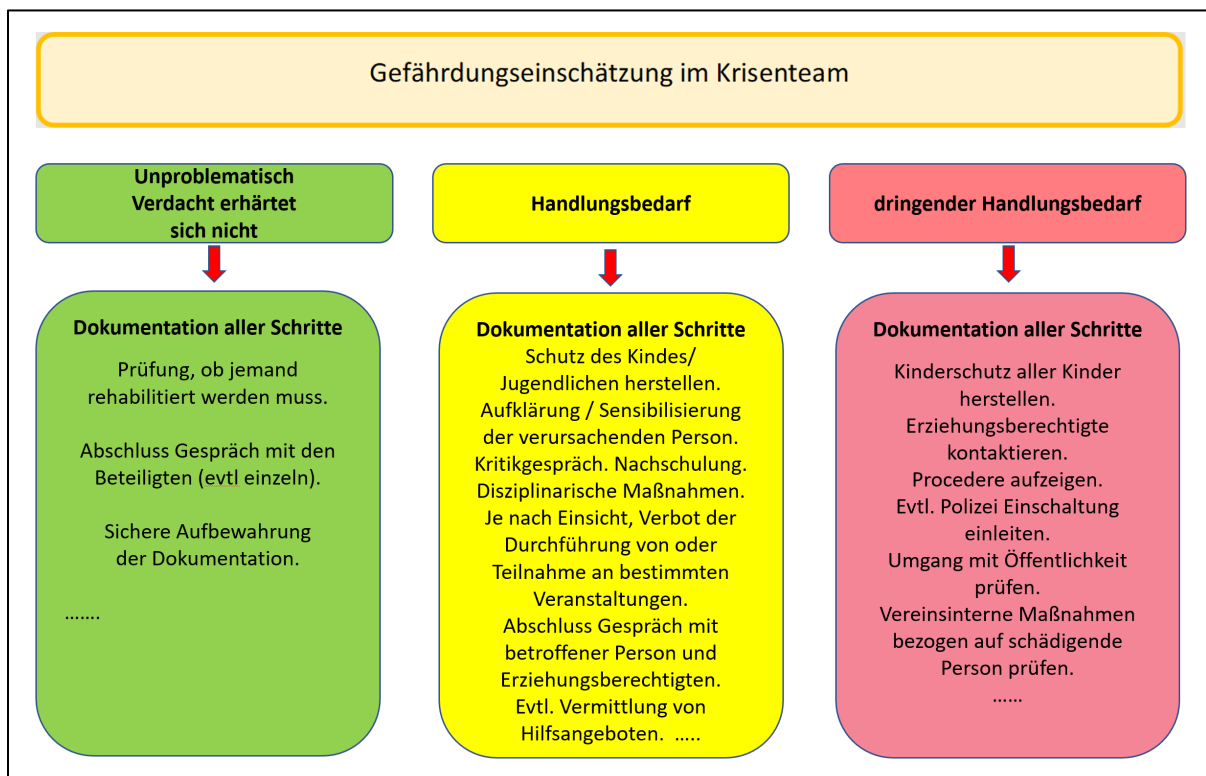 Gefährdungseinschätzung im Krisenteam
Unproblematisch
Verdacht erhärtet
sich nicht
Dokumentation aller Schritte
Prüfung, ob jemand
rehabilitiert werden muss.
Abschluss Gespräch mit den
Beteiligten (evtl einzeln).
Sichere Aufbewahrung
der Dokumentation.
…….
Handlungsbedarf
Dokumentation aller Schritte
Schutz des Kindes/
Jugendlichen herstellen.
Aufklärung / Sensibilisierung
der verursachenden Person.
Kritikgespräch. Nachschulung.
Disziplinarische Maßnahmen.
Je nach Einsicht, Verbot der
Durchführung von oder
Teilnahme an bestimmten
Veranstaltungen.
Abschluss Gespräch mit
betroffener Person und
Erziehungsberechtigten.
Evtl. Vermittlung von
Hilfsangeboten. …..
dringender Handlungsbedarf
Dokumentation aller Schritte
Kinderschutz aller Kinder
herstellen.
Erziehungsberechtigte
kontaktieren.
Procedere aufzeigen.
Evtl. Polizei Einschaltung
einleiten.
Umgang mit Öffentlichkeit
prüfen.
Vereinsinterne Maßnahmen
bezogen auf schädigende
Person prüfen.
……